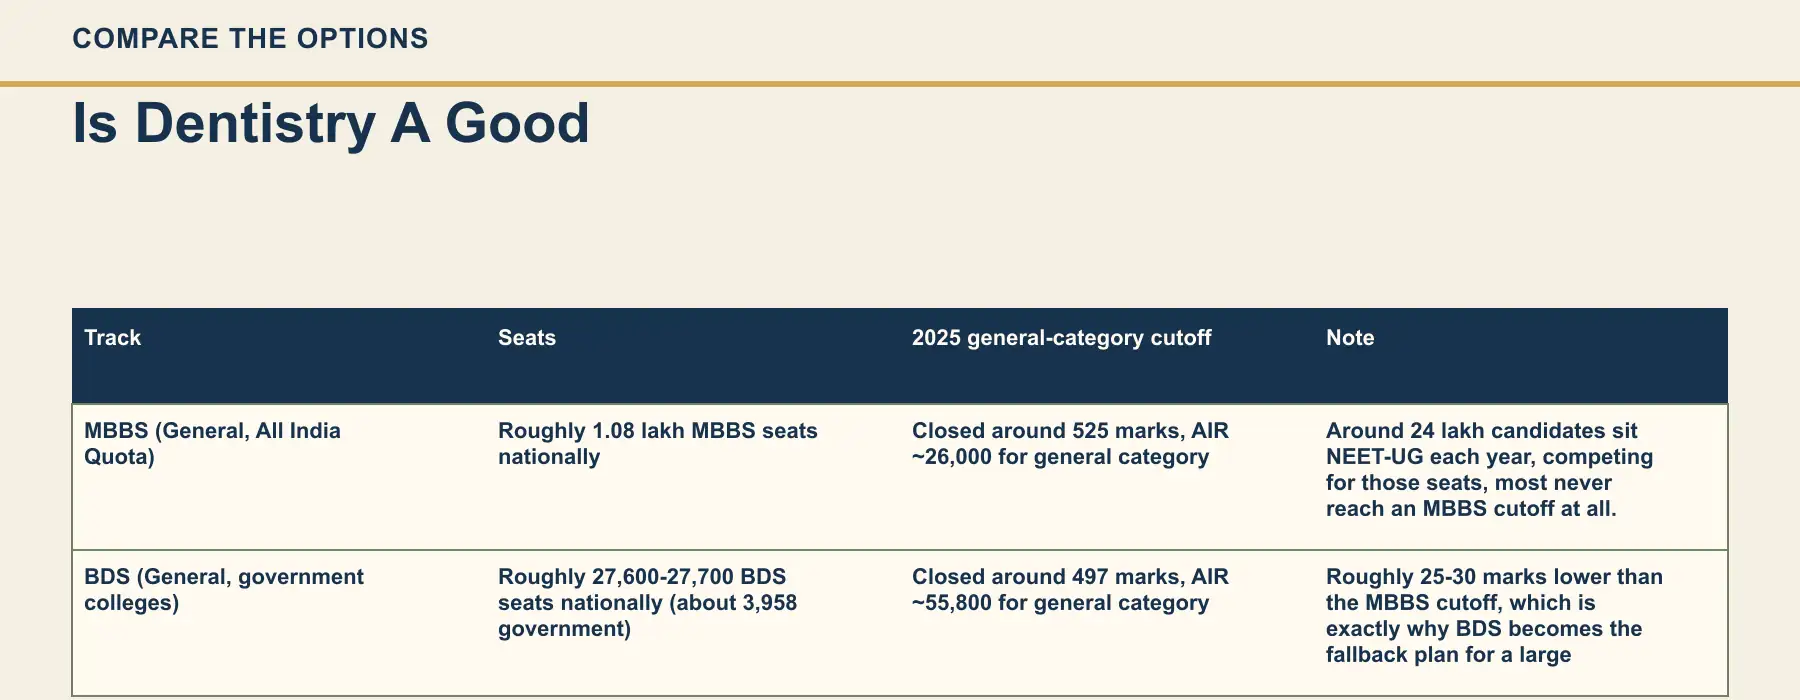 COMPARE THE OPTIONS
Is Dentistry A Good
Track
Seats
2025 general-category cutoff
Note
MBBS (General, All India
Quota)
Roughly 1.08 lakh MBBS seats
nationally
Closed around 525 marks, AIR
~26,000 for general category
Around 24 lakh candidates sit
NEET-UG each year, competing
for those seats, most never
reach an MBBS cutoff at all.
BDS (General, government
colleges)
Roughly 27,600-27,700 BDS
seats nationally (about 3,958
government)
Closed around 497 marks, AIR
~55,800 for general category
Roughly 25-30 marks lower than
the MBBS cutoff, which is
exactly why BDS becomes the
fallback plan for a large